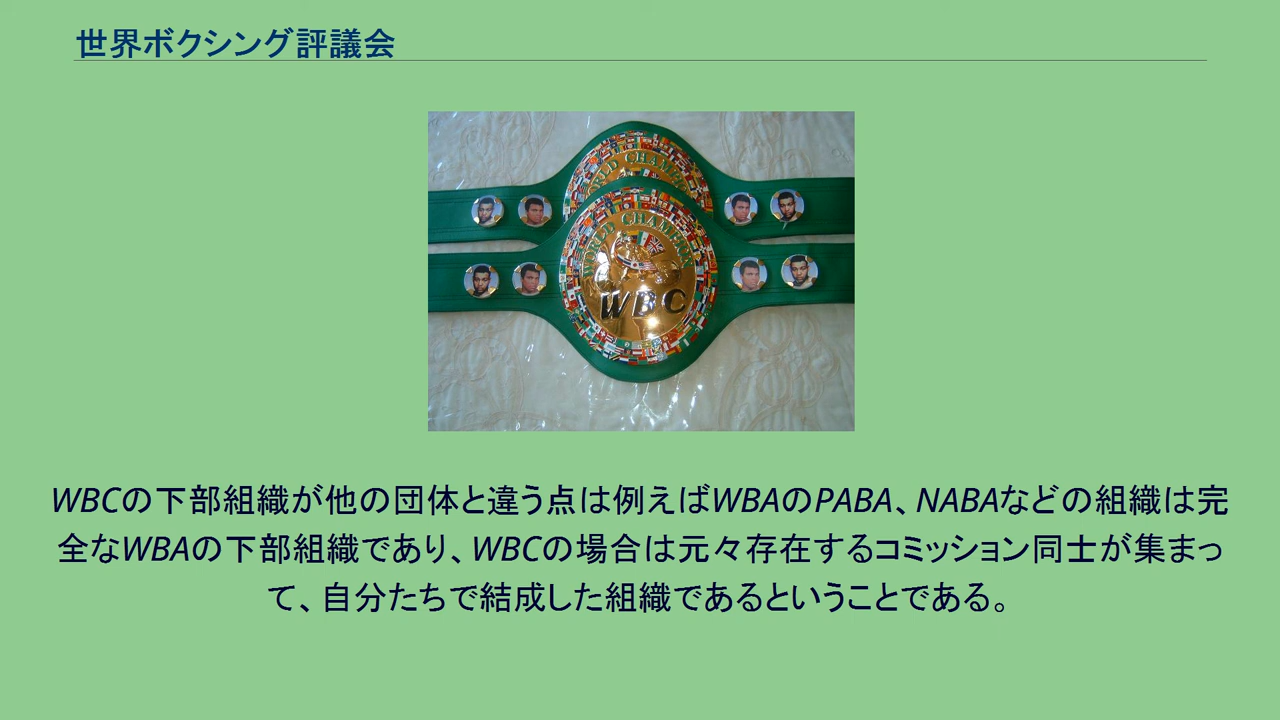 世界ボクシング評議会
WORLD CHAMPION
WORLD CHAMPION
WBC
WBCの下部組織が他の団体と違う点は例えばWBAのPABA、NABAなどの組織は完
全なWBAの下部組織であり、WBCの場合は元々存在するコミッション同士が集まっ
て、自分たちで結成した組織であるということである。